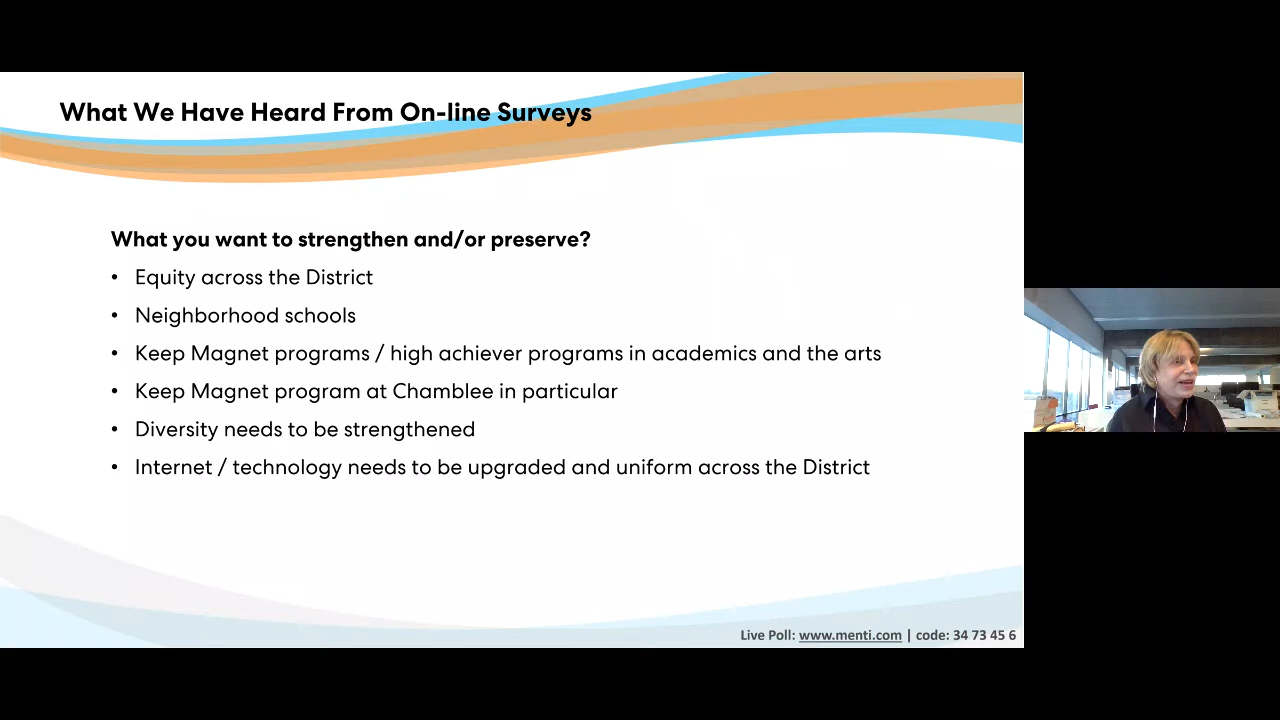 What We Have Heard From On-line Surveys
What you want to strengthen and/or preserve?
• Equity across the District
• Neighborhood schools
• Keep Magnet programs / high achiever programs in academics and the arts
• Keep Magnet program at Chamblee in particular
• Diversity needs to be strengthened
• Internet / technology needs to be upgraded and uniform across the District
Live Poll: www.menti.com | code: 34 73 45 6